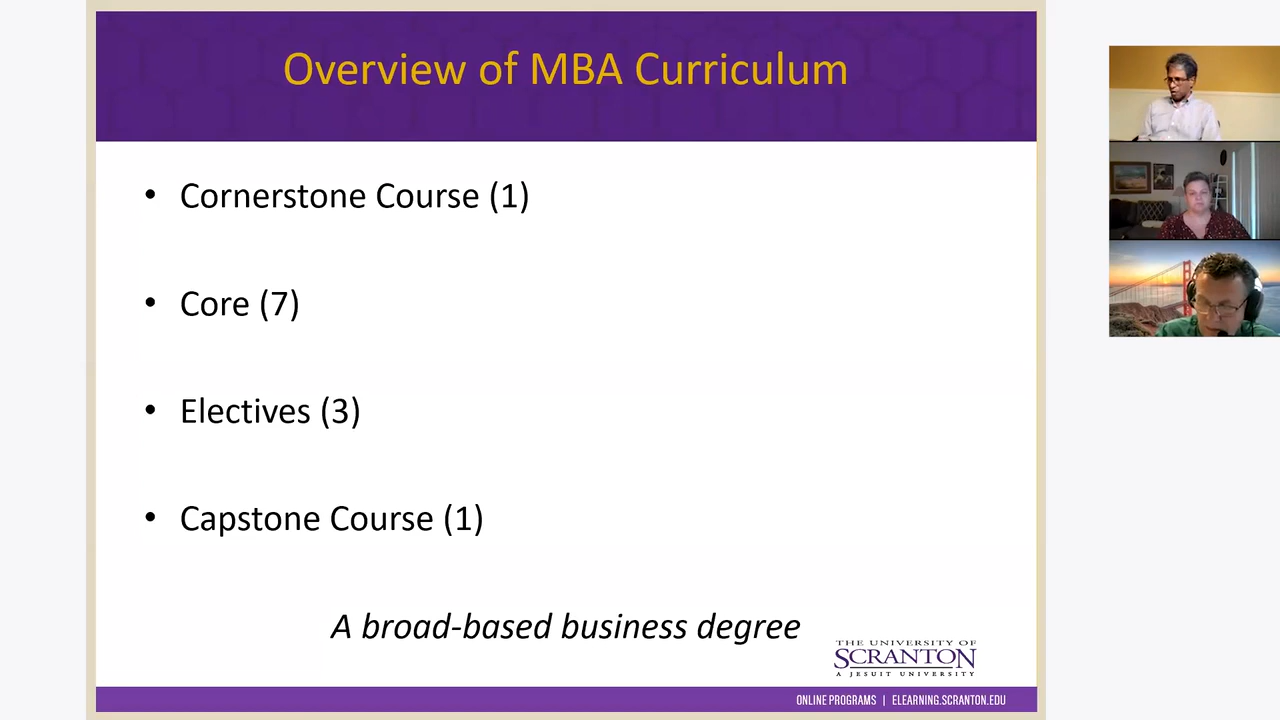 Overview of MBA Curriculum
• Cornerstone Course (1)
• Core (7)
• Electives (3)
• Capstone Course (1)
A broad-based business degree
THE UNIVERSITY OF
SCRANTON
A JESUIT UNIVERSITY
ONLINE PROGRAMS | ELEARNING.SCRANTON.EDU